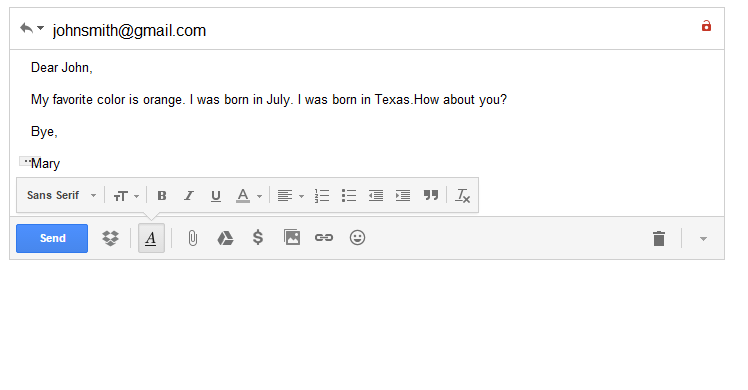 johnsmith@gmail.com
Dear John,
My favorite color is orange. I was born in July. I was born in Texas.How about you?
Bye,
Mary
Sans Serif
Send